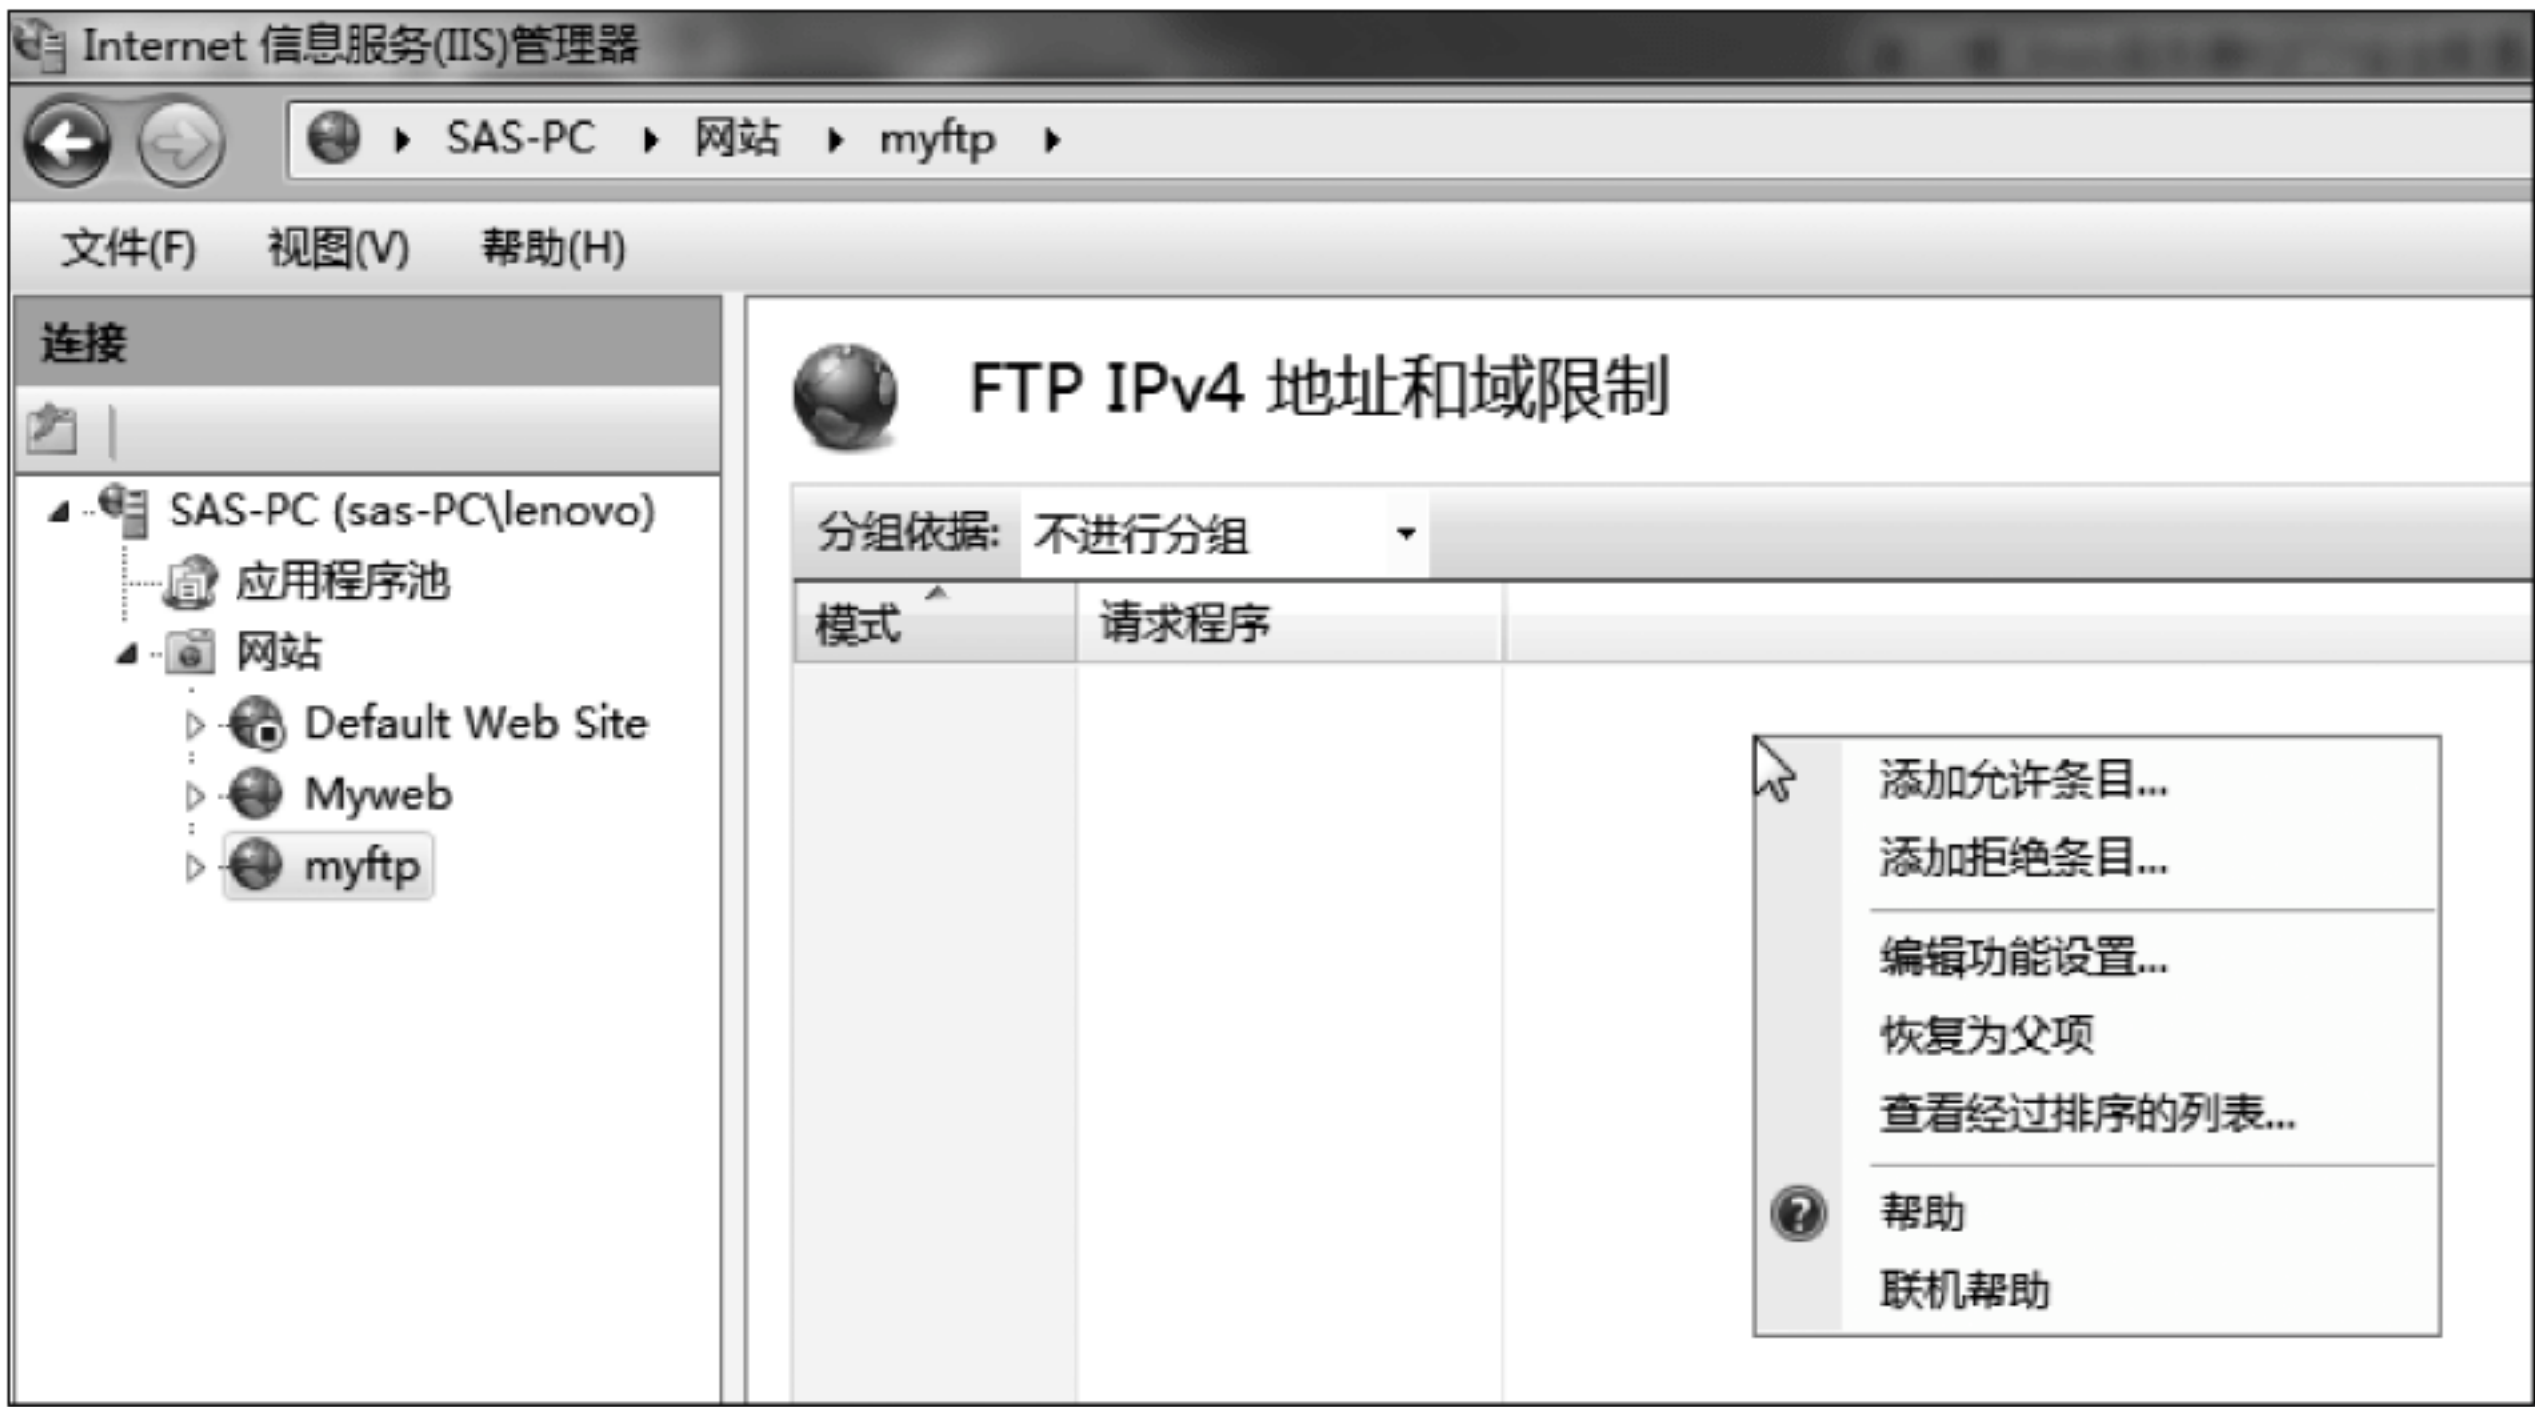 Internet 信息服务(IIS)管理器
SAS-PC 网站 myftp
文件(F) 视图(V) 帮助(H)
连接
SAS-PC (sas-PC\lenovo)
应用程序池
网站
Default Web Site
Myweb
myftp
FTP IPv4 地址和域限制
分组依据: 不进行分组
模式 请求程序
添加允许条目...
添加拒绝条目...
编辑功能设置...
恢复为父项
查看经过排序的列表...
帮助
联机帮助